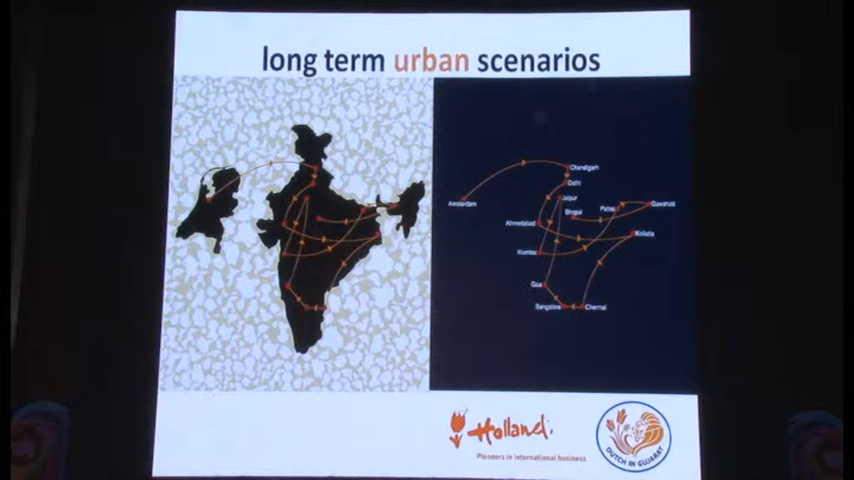 long term urban scenarios
Chandigarh
Delhi
Amsterdam
Jaipur
Bhopal
Patna
Guwahati
Ahmedabad
Kolkata
Mumbai
Goa
Bangalore
Chennai
Holland
Pioneers in international business
DUTCH IN GUJARAT